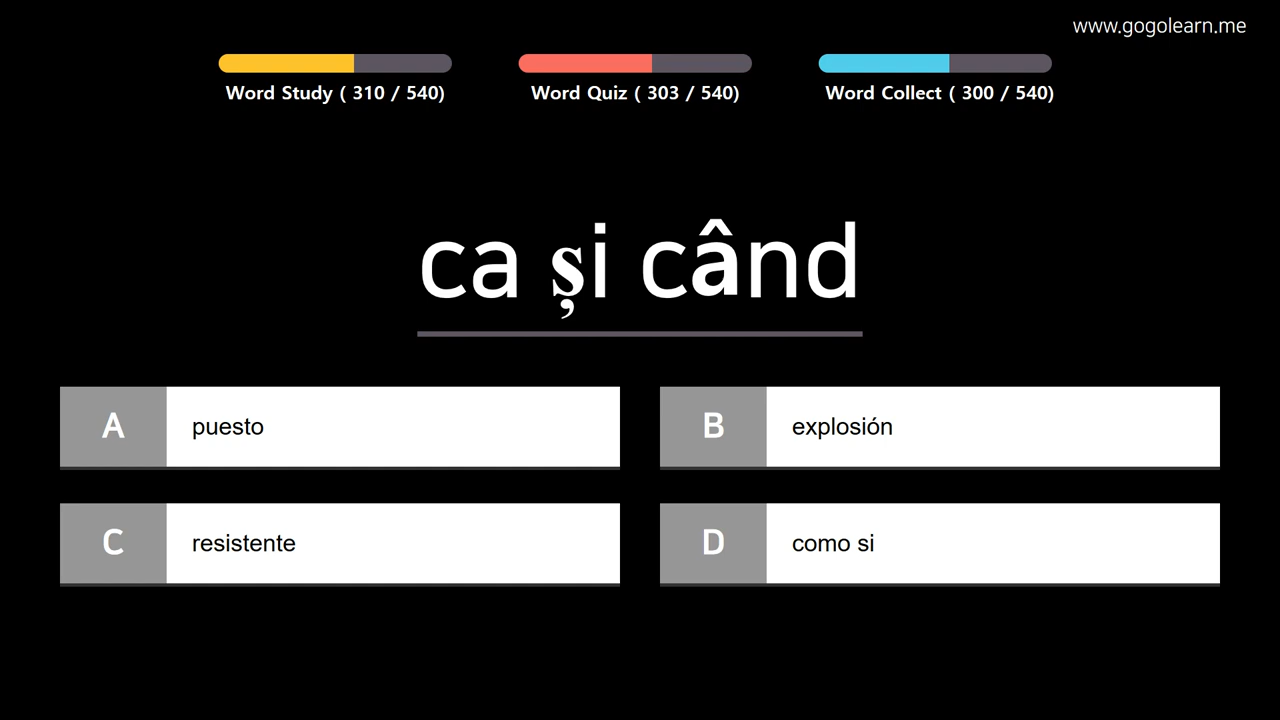 www.gogolearn.me
Word Study ( 310 / 540)
Word Quiz ( 303 / 540)
Word Collect ( 300 / 540)
ca și când
A puesto
B explosión
C resistente
D como si